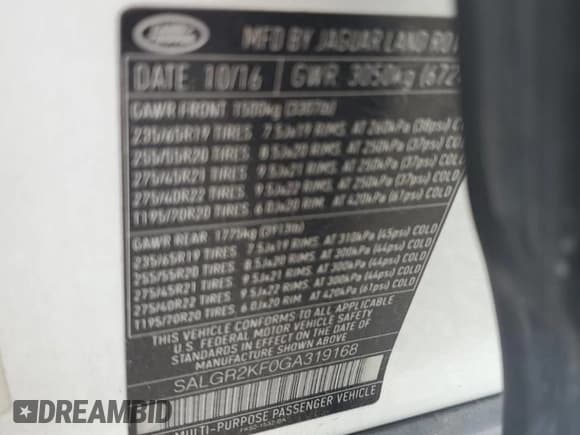 LAND ROVER
MFD BY JAGUAR LAND RO
DATE 10/16 GWR 3050kg (672
GAWR FRONT 1500kg (3307lb)
235/65R19 TIRES 7.5Jx19 RIMS AT 260kPa (38psi) C
255/55R20 TIRES 8.5Jx20 RIMS AT 250kPa (37psi) C
275/45R21 TIRES 9.5Jx21 RIMS AT 250kPa (37psi) C
275/40R22 TIRES 9.5Jx22 RIMS AT 250kPa (37psi) C
T195/70R20 TIRES 6.0Jx20 RIM AT 420kPa (61psi)
GAWR REAR 1775kg (3913lb)
235/65R19 TIRES 7.5Jx19 RIMS AT 310kPa (45psi) COLD
255/55R20 TIRES 8.5Jx20 RIMS AT 300kPa (44psi) COLD
275/45R21 TIRES 9.5Jx21 RIMS AT 300kPa (44psi) COLD
275/40R22 TIRES 9.5Jx22 RIMS AT 300kPa (44psi) COLD
T195/70R20 TIRES 6.0Jx20 RIM AT 420kPa (61psi) COLD
THIS VEHICLE CONFORMS TO ALL APPLICABLE
U.S. FEDERAL MOTOR VEHICLE SAFETY
STANDARDS IN EFFECT ON THE DATE OF
MANUFACTURE SHOWN ABOVE
SALGR2KF0GA319168
MULTI-PURPOSE PASSENGER VEHICLE
DREAMBID